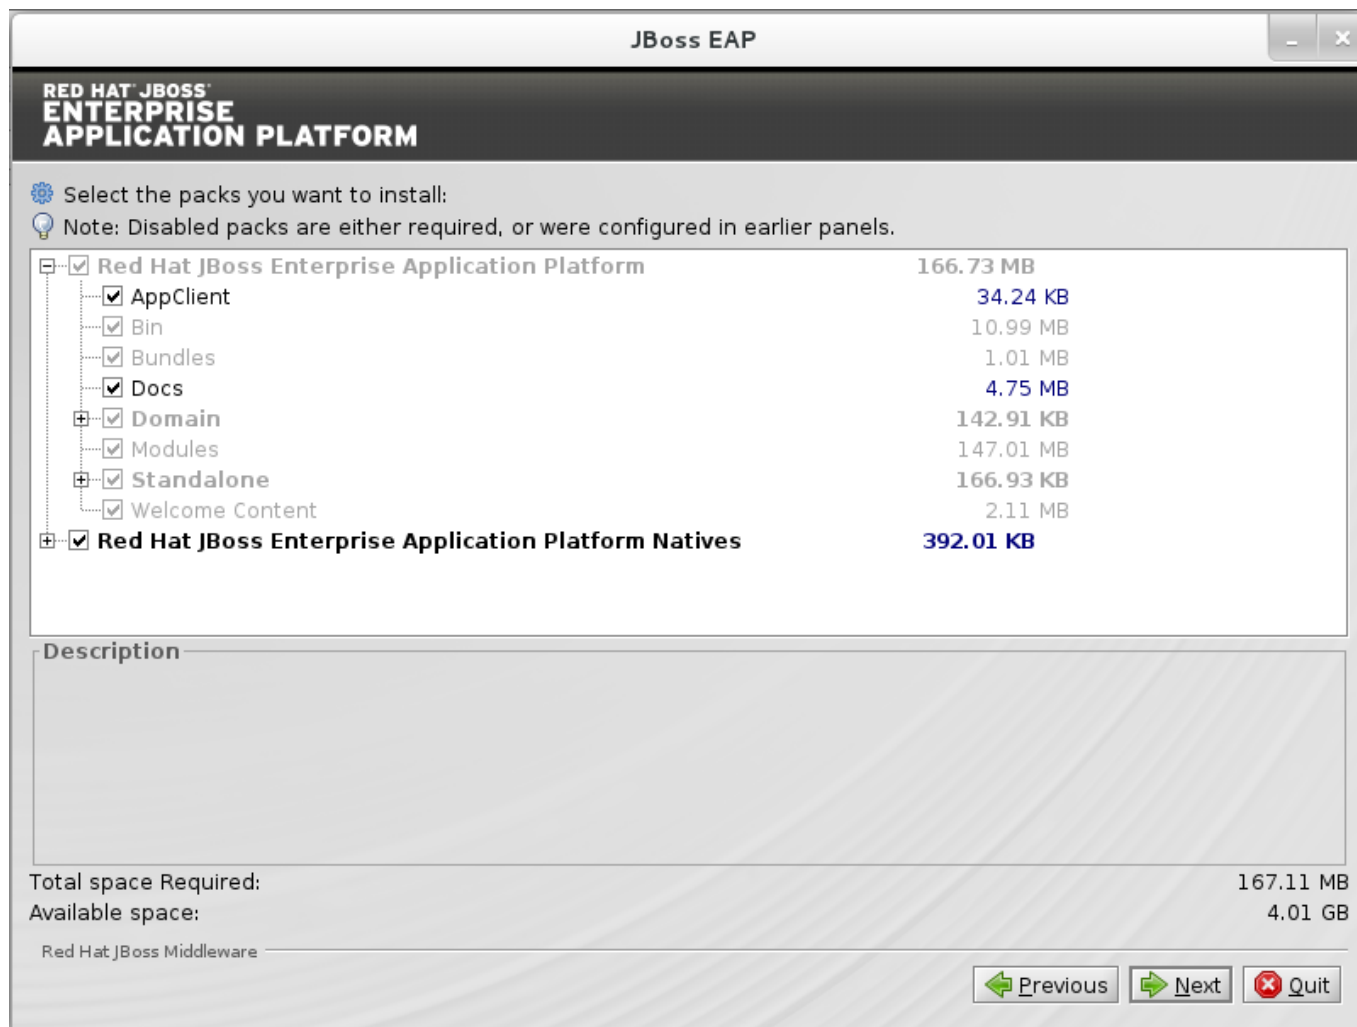 JBoss EAP
RED HAT JBOSS
ENTERPRISE
APPLICATION PLATFORM
Select the packs you want to install:
Note: Disabled packs are either required, or were configured in earlier panels.
Red Hat JBoss Enterprise Application Platform 166.73 MB
AppClient 34.24 KB
Bin 10.99 MB
Bundles 1.01 MB
Docs 4.75 MB
Domain 142.91 KB
Modules 147.01 MB
Standalone 166.93 KB
Welcome Content 2.11 MB
Red Hat JBoss Enterprise Application Platform Natives 392.01 KB
Description
Total space Required: 167.11 MB
Available space: 4.01 GB
Red Hat JBoss Middleware
Previous Next Quit